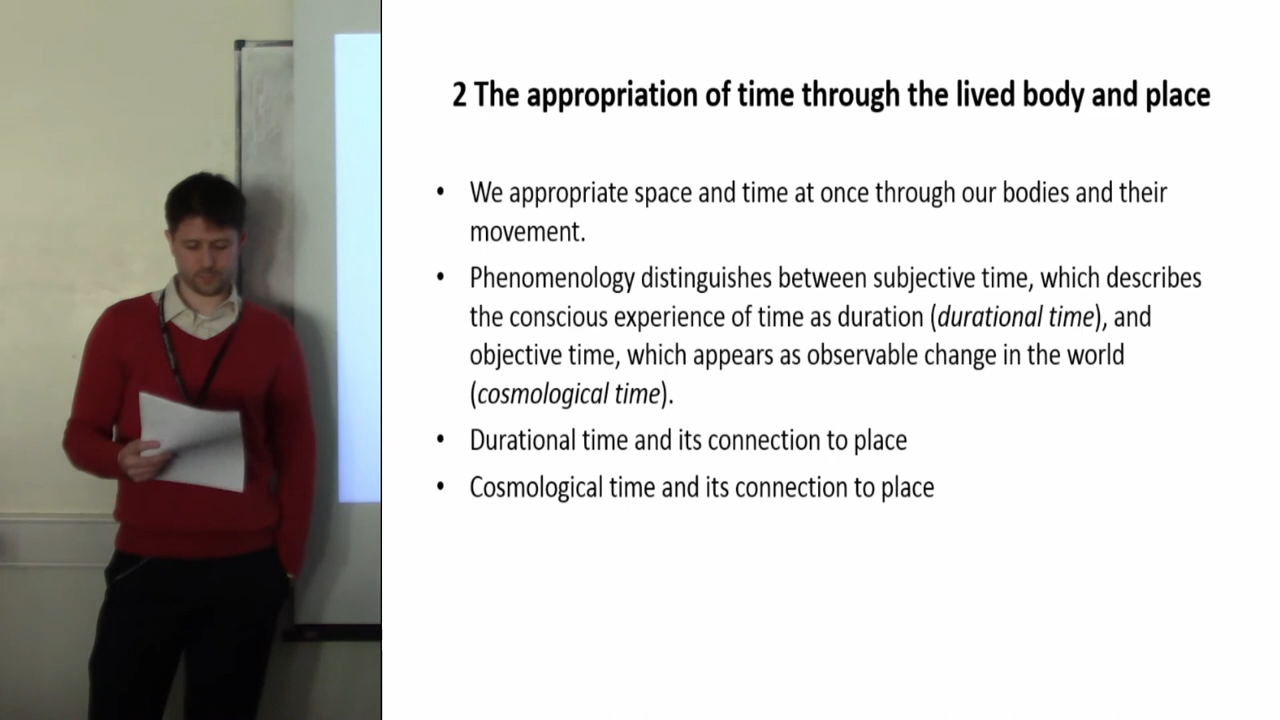 2 The appropriation of time through the lived body and place
• We appropriate space and time at once through our bodies and their
movement.
• Phenomenology distinguishes between subjective time, which describes
the conscious experience of time as duration (durational time), and
objective time, which appears as observable change in the world
(cosmological time).
• Durational time and its connection to place
• Cosmological time and its connection to place